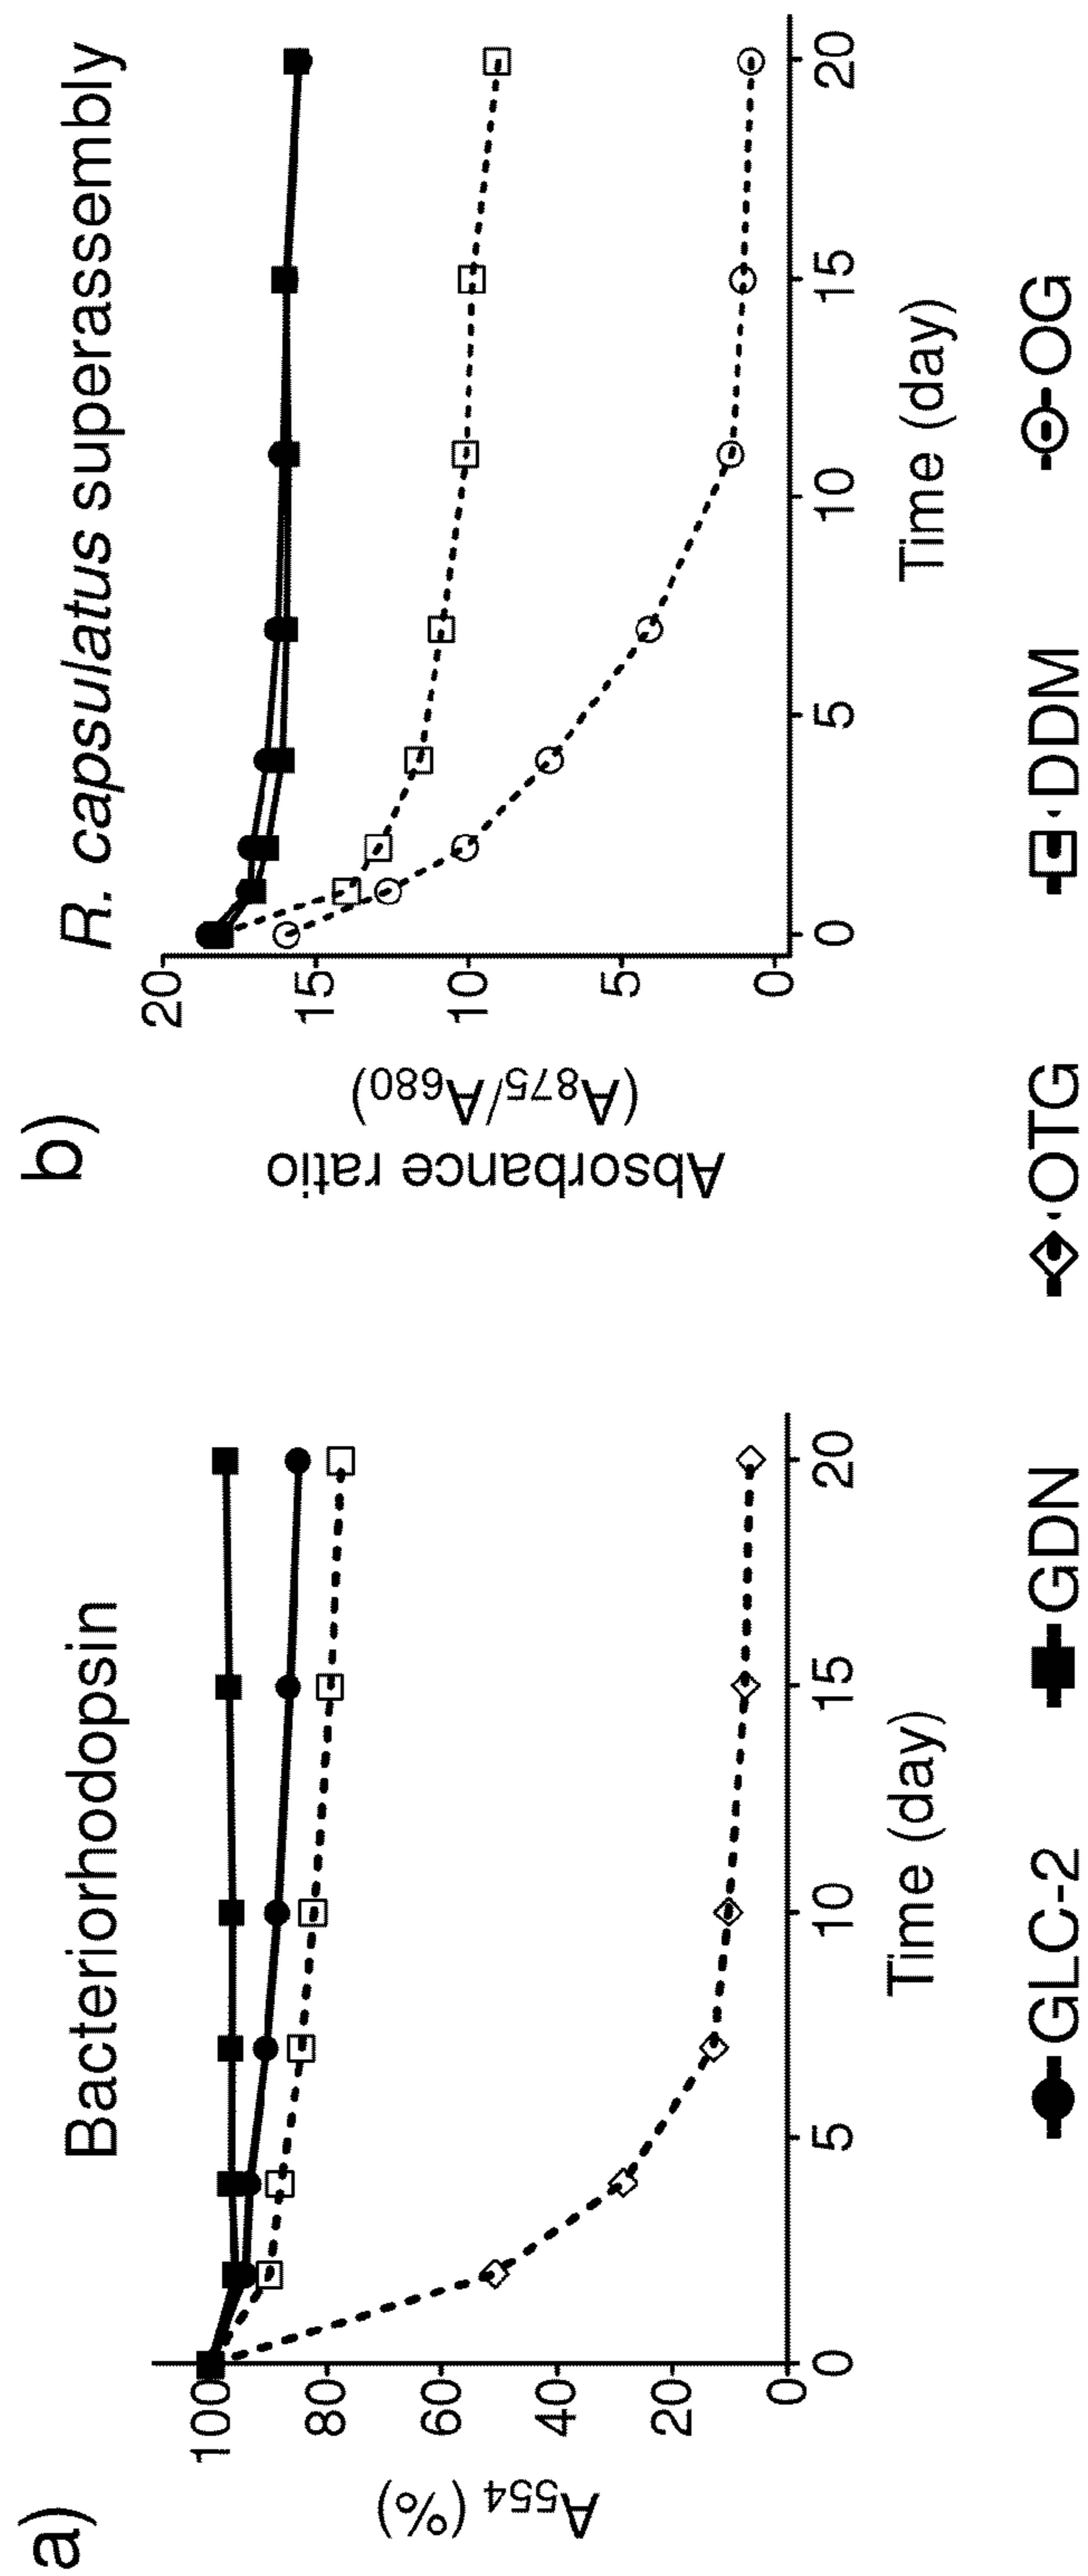 a)
Bacteriorhodopsin
A554 (%)
100
80
60
40
20
0
0
5
10
15
20
Time (day)
b)
R. capsulatus superassembly
Absorbance ratio
(A875/A680)
20
15
10
5
0
0
5
10
15
20
Time (day)
GLC-2 GDN OTG DDM OG